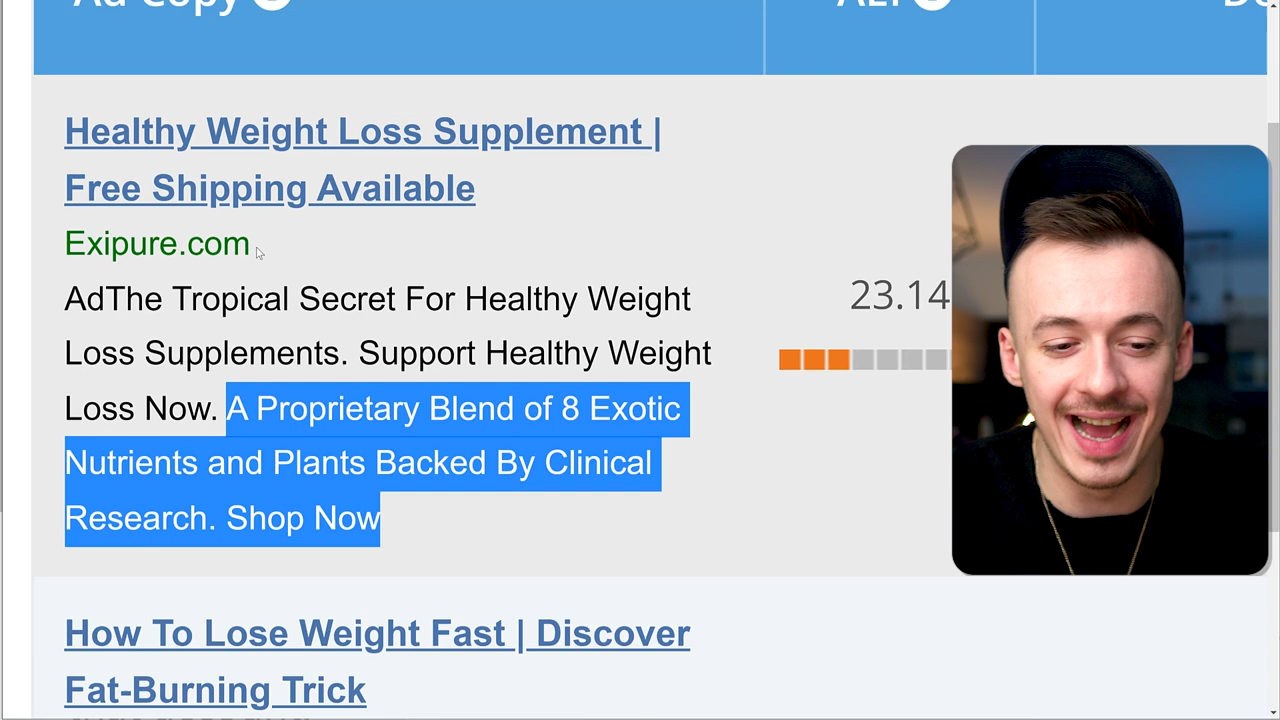 Ad Copy
Healthy Weight Loss Supplement |
Free Shipping Available
Exipure.com
AdThe Tropical Secret For Healthy Weight
Loss Supplements. Support Healthy Weight
Loss Now. A Proprietary Blend of 8 Exotic
Nutrients and Plants Backed By Clinical
Research. Shop Now
23.14
How To Lose Weight Fast | Discover
Fat-Burning Trick